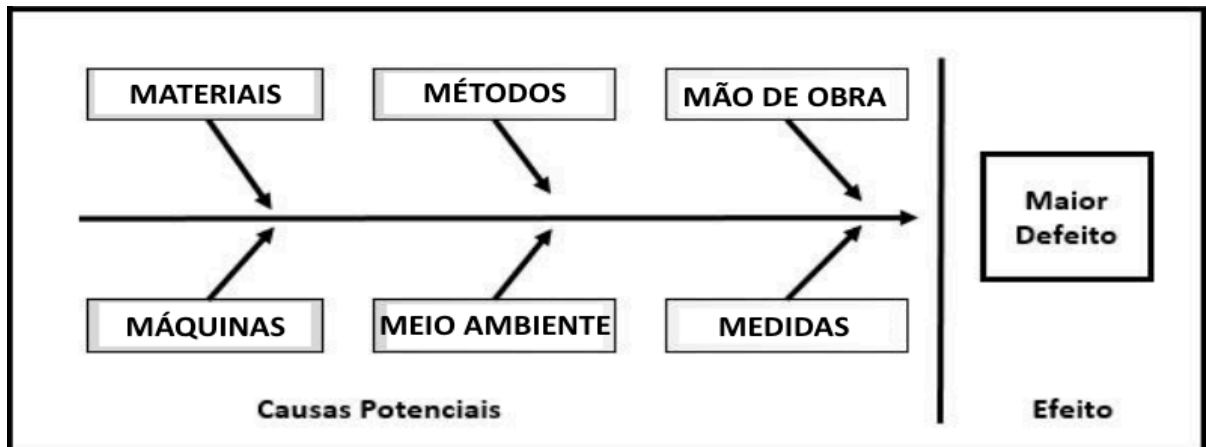 MATERIAIS
MÉTODOS
MÃO DE OBRA
Maior
Defeito
MÁQUINAS
MEIO AMBIENTE
MEDIDAS
Causas Potenciais
Efeito